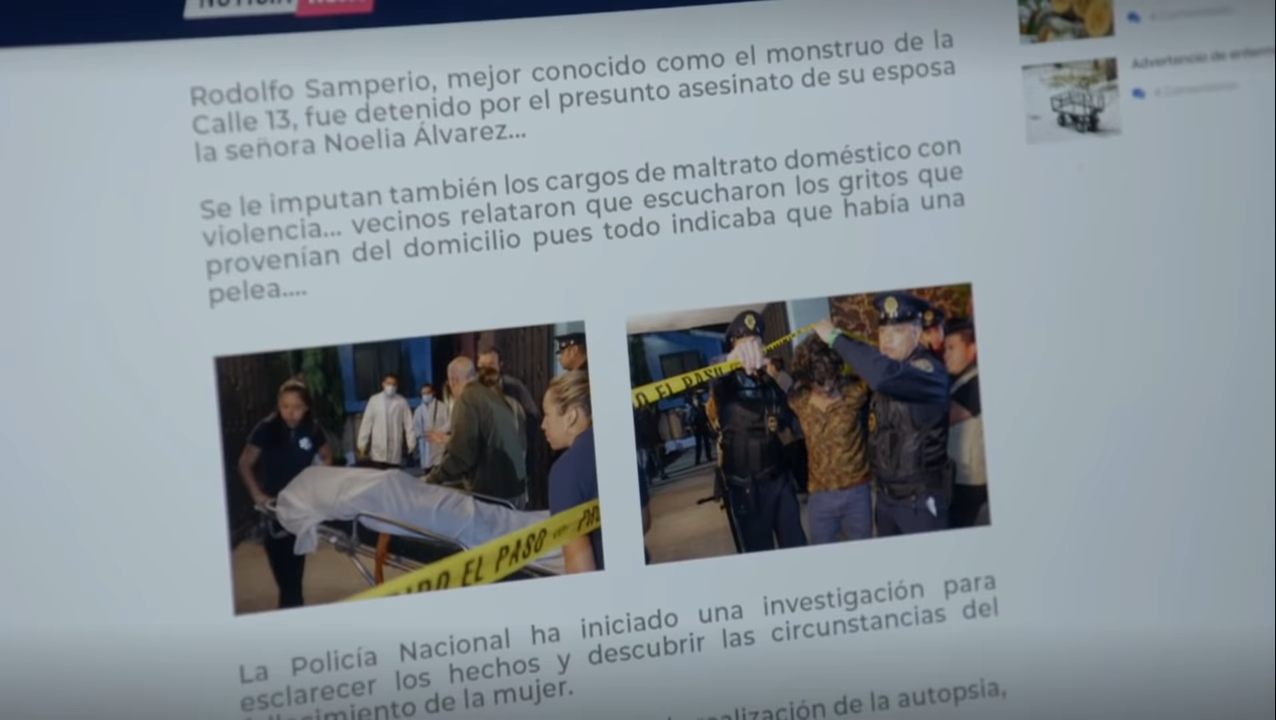 Rodolfo Samperio, mejor conocido como el monstruo de la
Calle 13, fue detenido por el presunto asesinato de su esposa
la señora Noelia Álvarez...
Se le imputan también los cargos de maltrato doméstico con
violencia... vecinos relataron que escucharon los gritos que
provenían del domicilio pues todo indicaba que había una
pelea....
O EL PASO
EL PASO
La Policía Nacional ha iniciado una investigación para
esclarecer los hechos y descubrir las circunstancias del
de la mujer.
de la autopsia,